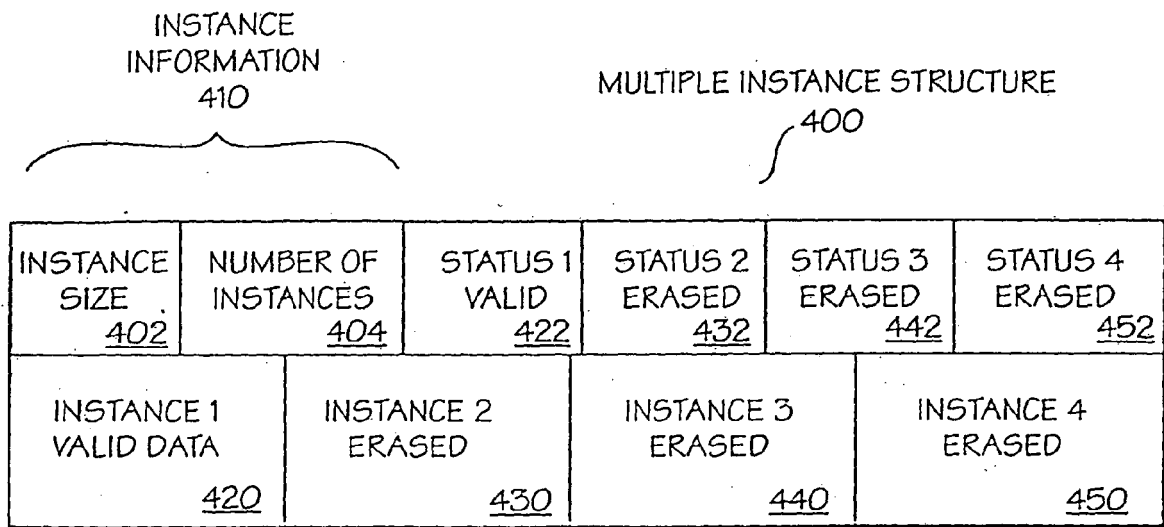 INSTANCE
INFORMATION
410
MULTIPLE INSTANCE STRUCTURE
400
INSTANCE
SIZE
402
NUMBER OF
INSTANCES
404
STATUS 1
VALID
422
STATUS 2
ERASED
432
STATUS 3
ERASED
442
STATUS 4
ERASED
452
INSTANCE 1
VALID DATA
420
INSTANCE 2
ERASED
430
INSTANCE 3
ERASED
440
INSTANCE 4
ERASED
450